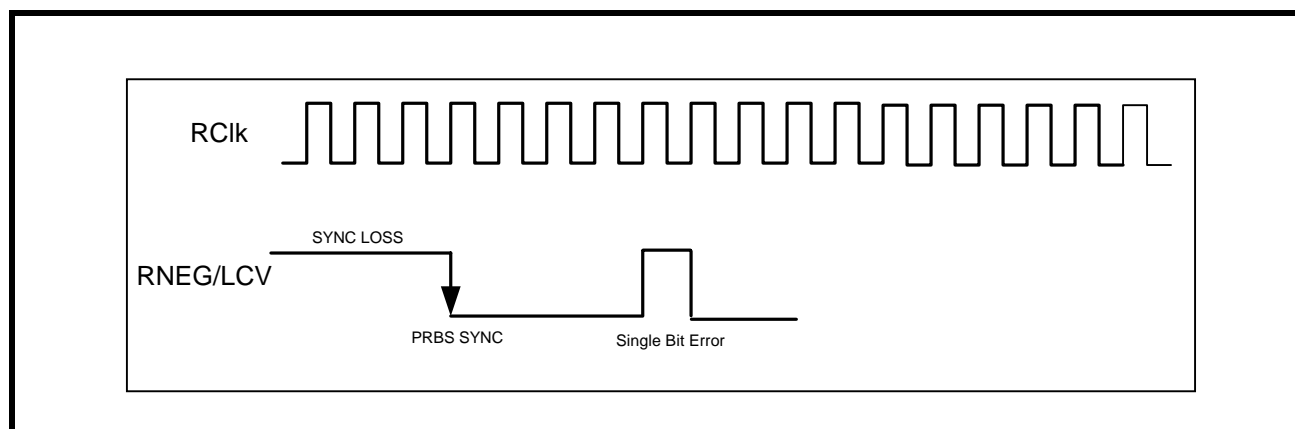 RClk
SYNC LOSS
RNEG/LCV
PRBS SYNC
Single Bit Error